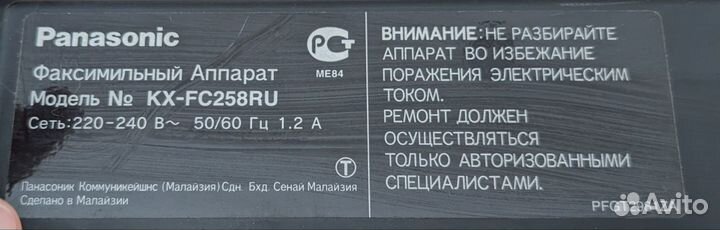 Panasonic
Факсимильный Аппарат
Модель № KX-FC258RU
Сеть:220-240 В~ 50/60 Гц 1.2 А
РСТ
ME84
T
Панасоник Коммуникейшнс (Малайзия) Сдн. Бхд. Сенай Малайзия
Сделано в Малайзии
ВНИМАНИЕ: НЕ РАЗБИРАЙТЕ
АППАРАТ ВО ИЗБЕЖАНИЕ
ПОРАЖЕНИЯ ЭЛЕКТРИЧЕСКИМ
ТОКОМ.
РЕМОНТ ДОЛЖЕН
ОСУЩЕСТВЛЯТЬСЯ
ТОЛЬКО АВТОРИЗОВАННЫМИ
СПЕЦИАЛИСТАМИ.
Avito